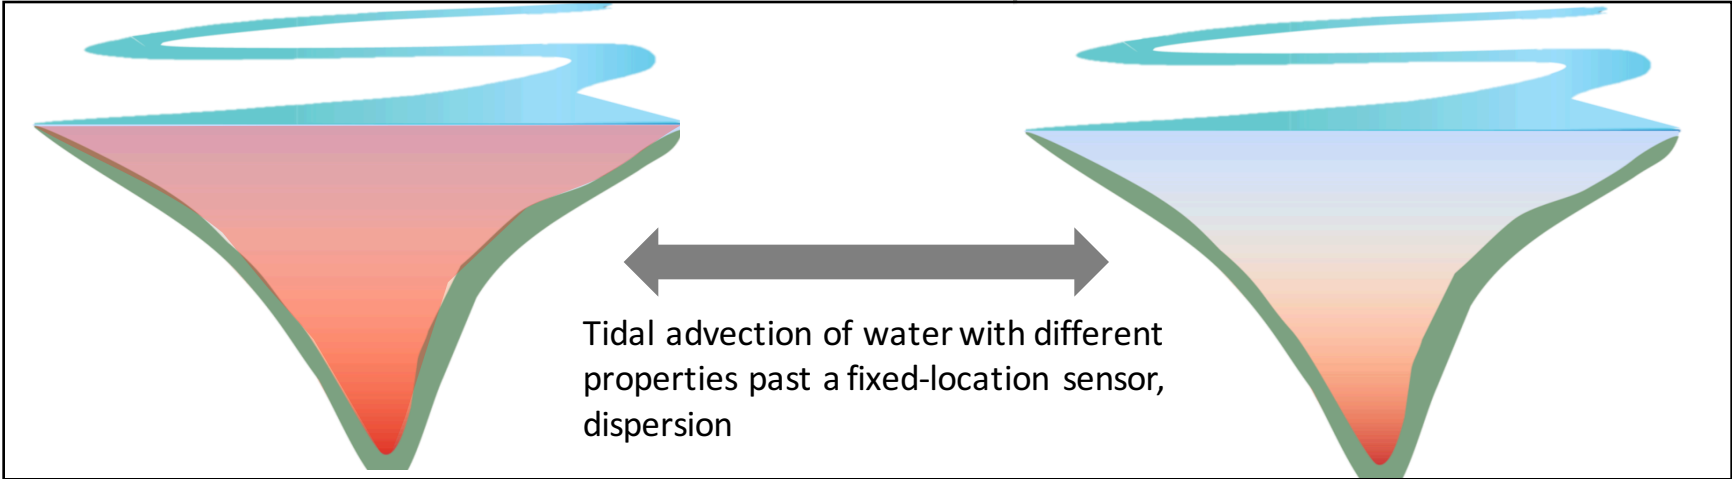 Tidal advection of water with different
properties past a fixed-location sensor,
dispersion